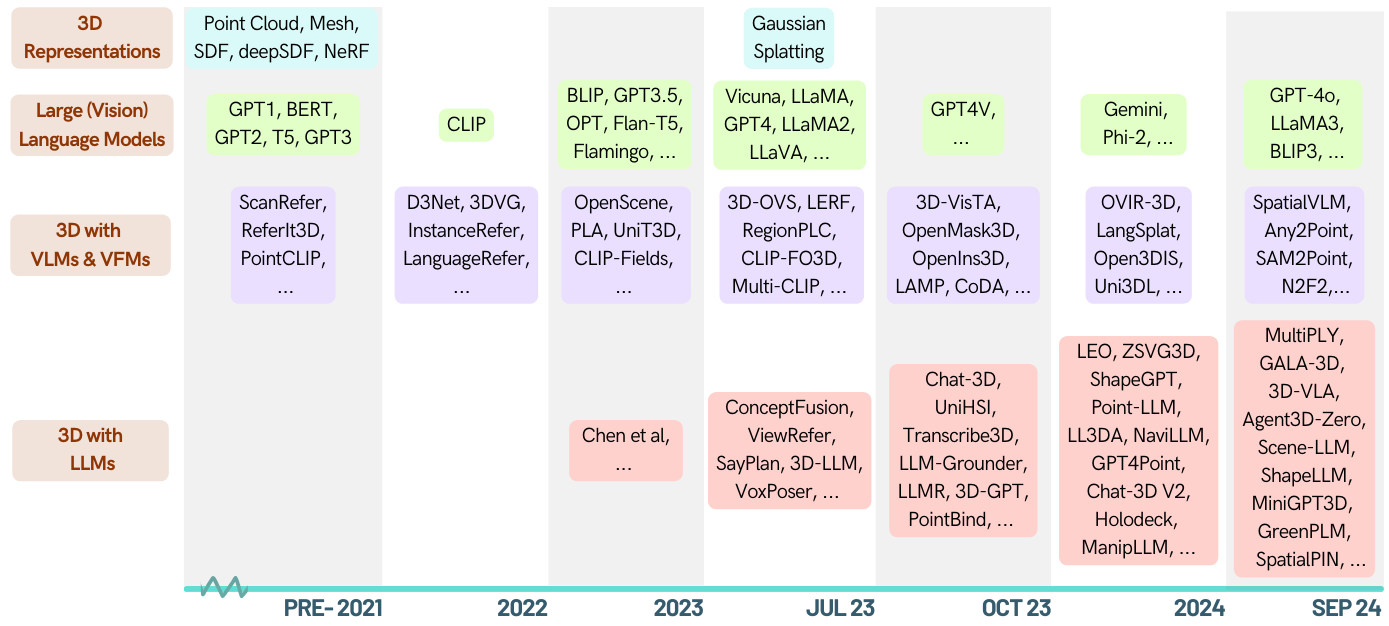 3D
Representations
Point Cloud, Mesh,
SDF, deepSDF, NeRF
Gaussian
Splatting
Large (Vision)
Language Models
GPT1, BERT,
GPT2, T5, GPT3
CLIP
BLIP, GPT3.5,
OPT, Flan-T5,
Flamingo, ...
Vicuna, LLaMA,
GPT4, LLaMA2,
LLaVA, ...
GPT4V,
...
Gemini,
Phi-2, ...
GPT-4o,
LLaMA3,
BLIP3, ...
3D with
VLMs & VFMs
ScanRefer,
ReferIt3D,
PointCLIP,
...
D3Net, 3DVG,
InstanceRefer,
LanguageRefer,
...
OpenScene,
PLA, UniT3D,
CLIP-Fields,
...
3D-OVS, LERF,
RegionPLC,
CLIP-FO3D,
Multi-CLIP, ...
3D-VisTA,
OpenMask3D,
OpenIns3D,
LAMP, CoDA, ...
OVIR-3D,
LangSplat,
Open3DIS,
Uni3DL, ...
SpatialVLM,
Any2Point,
SAM2Point,
N2F2,...
3D with
LLMs
Chen et al,
...
ConceptFusion,
ViewRefer,
SayPlan, 3D-LLM,
VoxPoser, ...
Chat-3D,
UniHSI,
Transcribe3D,
LLM-Grounder,
LLMR, 3D-GPT,
PointBind, ...
LEO, ZSVG3D,
ShapeGPT,
Point-LLM,
LL3DA, NaviLLM,
GPT4Point,
Chat-3D V2,
Holodeck,
ManipLLM, ...
MultiPLY,
GALA-3D,
3D-VLA,
Agent3D-Zero,
Scene-LLM,
ShapeLLM,
MiniGPT3D,
GreenPLM,
SpatialPIN, ...
PRE- 2021
2022
2023
JUL 23
OCT 23
2024
SEP 24